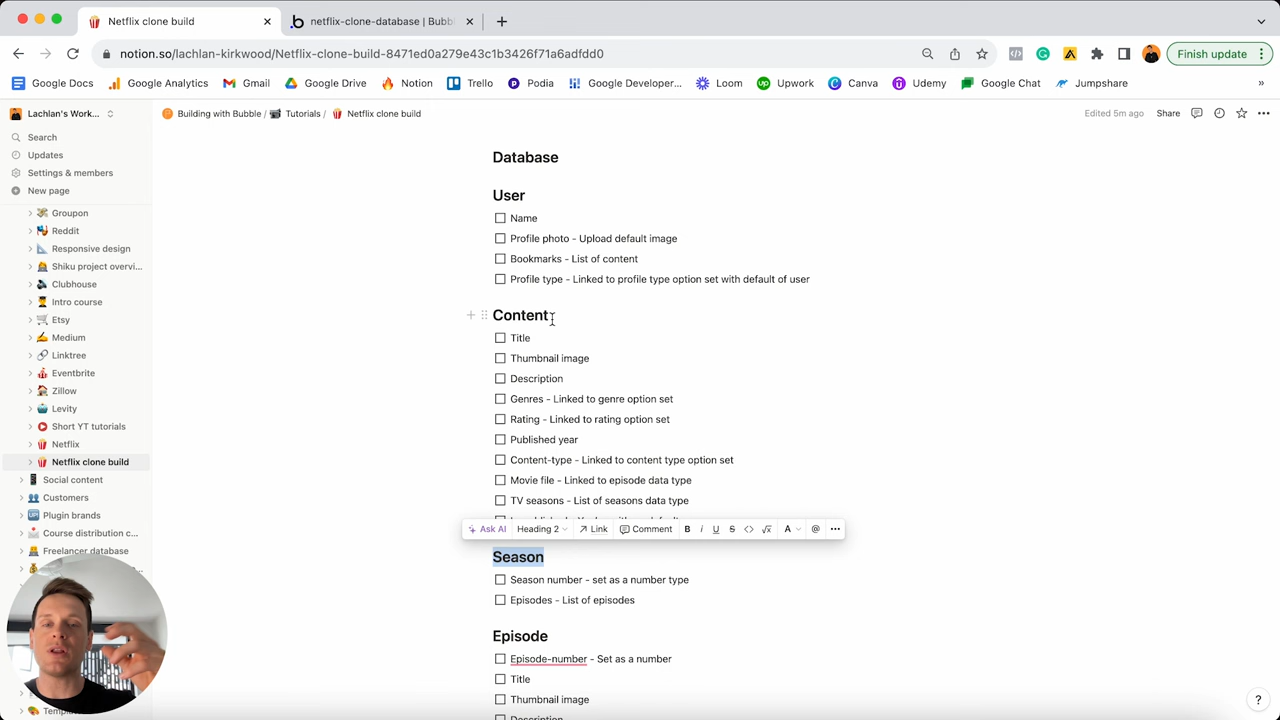 Netflix clone build
netflix-clone-database | Bubb
notion.so/lachlan-kirkwood/Netflix-clone-build-8471ed0a279e43c1b3426f71a6adfdd0
Finish update
Google Docs
Google Analytics
Gmail
Google Drive
Notion
Trello
Podia
Google Developer...
Loom
Upwork
Canva
Udemy
Google Chat
Jumpshare
Lachlan's Work...
Building with Bubble / Tutorials / Netflix clone build
Edited 5m ago
Share
Search
Updates
Settings & members
New page
Groupon
Reddit
Responsive design
Shiku project overvi...
Clubhouse
Intro course
Etsy
Medium
Linktree
Eventbrite
Zillow
Levity
Short YT tutorials
Netflix
Netflix clone build
Social content
Customers
Plugin brands
Course distribution c...
Freelancer database
Database
User
Name
Profile photo - Upload default image
Bookmarks - List of content
Profile type - Linked to profile type option set with default of user
Content
Title
Thumbnail image
Description
Genres - Linked to genre option set
Rating - Linked to rating option set
Published year
Content-type - Linked to content type option set
Movie file - Linked to episode data type
TV seasons - List of seasons data type
Ask AI Heading 2 Link Comment B i U S <> √x A @ •••
Season
Season number - set as a number type
Episodes - List of episodes
Episode
Episode-number - Set as a number
Title
Thumbnail image
Description
?